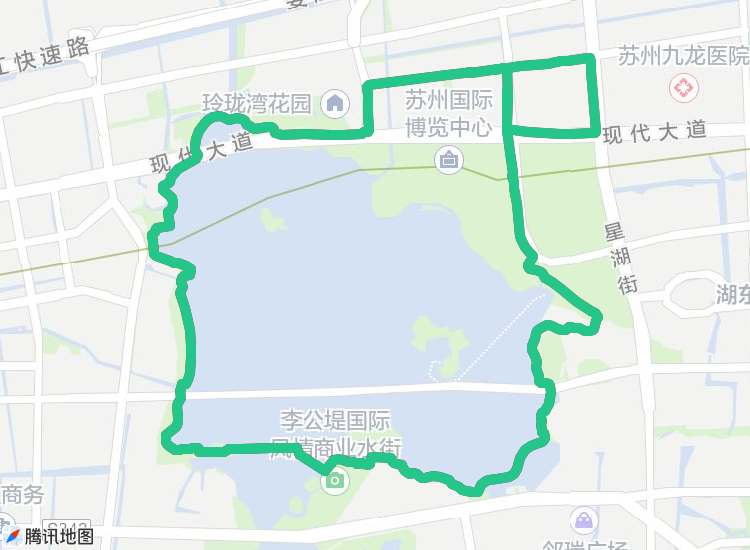 江快速路
苏州九龙医院
玲珑湾花园
苏州国际
博览中心
现代大道
现代大道
星湖街
湖东
李公堤国际
风情商业水街
商务
S343
邻瑞广场
腾讯地图